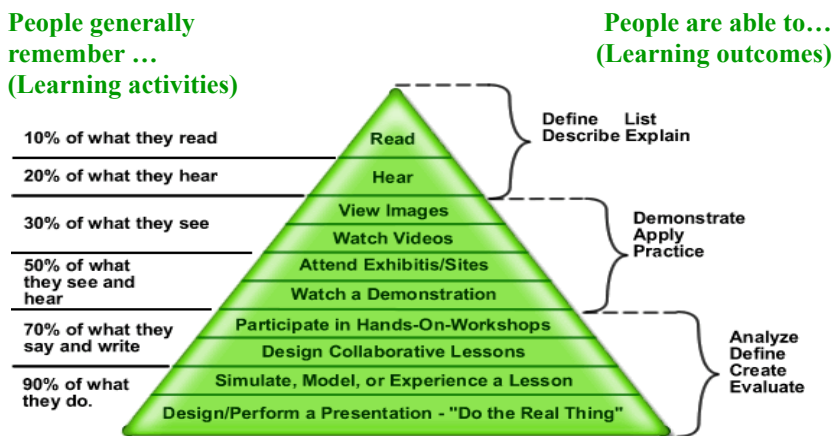 People generally
remember …
(Learning activities)
People are able to…
(Learning outcomes)
10% of what they read
20% of what they hear
30% of what they see
50% of what
they see and
hear
70% of what they
say and write
90% of what
they do.
Read
Hear
View Images
Watch Videos
Attend Exhibitis/Sites
Watch a Demonstration
Participate in Hands-On-Workshops
Design Collaborative Lessons
Simulate, Model, or Experience a Lesson
Design/Perform a Presentation - "Do the Real Thing"
Define List
Describe Explain
Demonstrate
Apply
Practice
Analyze
Define
Create
Evaluate